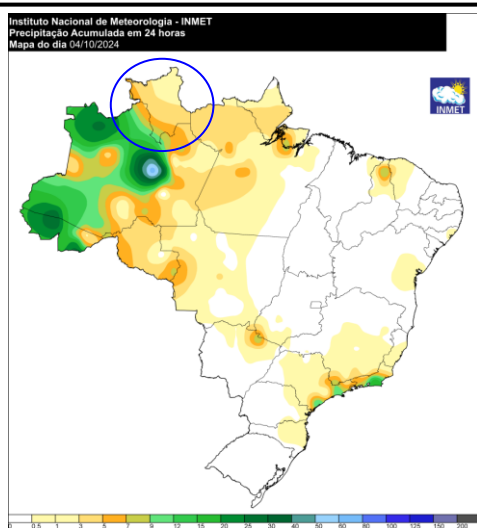 Instituto Nacional de Meteorologia - INMET
Precipitação Acumulada em 24 horas
Mapa do dia 04/10/2024
INMET
0 0.5 1 3 5 7 9 12 15 20 25 30 40 50 60 80 100 125 150 200